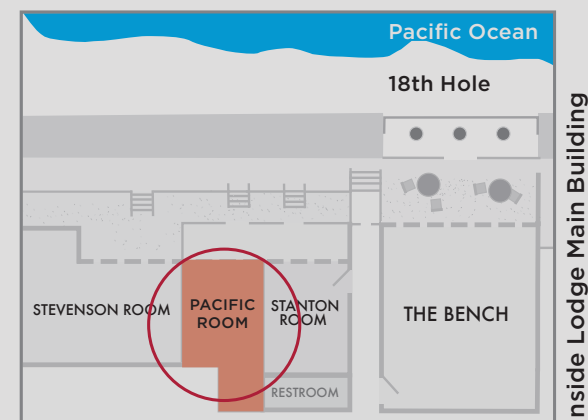 Pacific Ocean
18th Hole
STEVENSON ROOM
PACIFIC
ROOM
STANTON
ROOM
THE BENCH
RESTROOM
nside Lodge Main Building